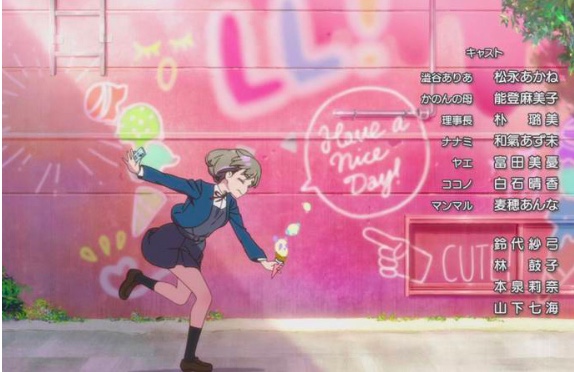 LL!
キャスト
澁谷ありあ 松永あかね
かのんの母 能登麻美子
理事長 朴 璐美
ナナミ 和氣あず未
ヤエ 富田美憂
ココノ 白石晴香
マンマル 麦穂あんな
鈴代紗弓
林 鼓子
本泉莉奈
山下七海
Have a
Nice
Day!
CUT